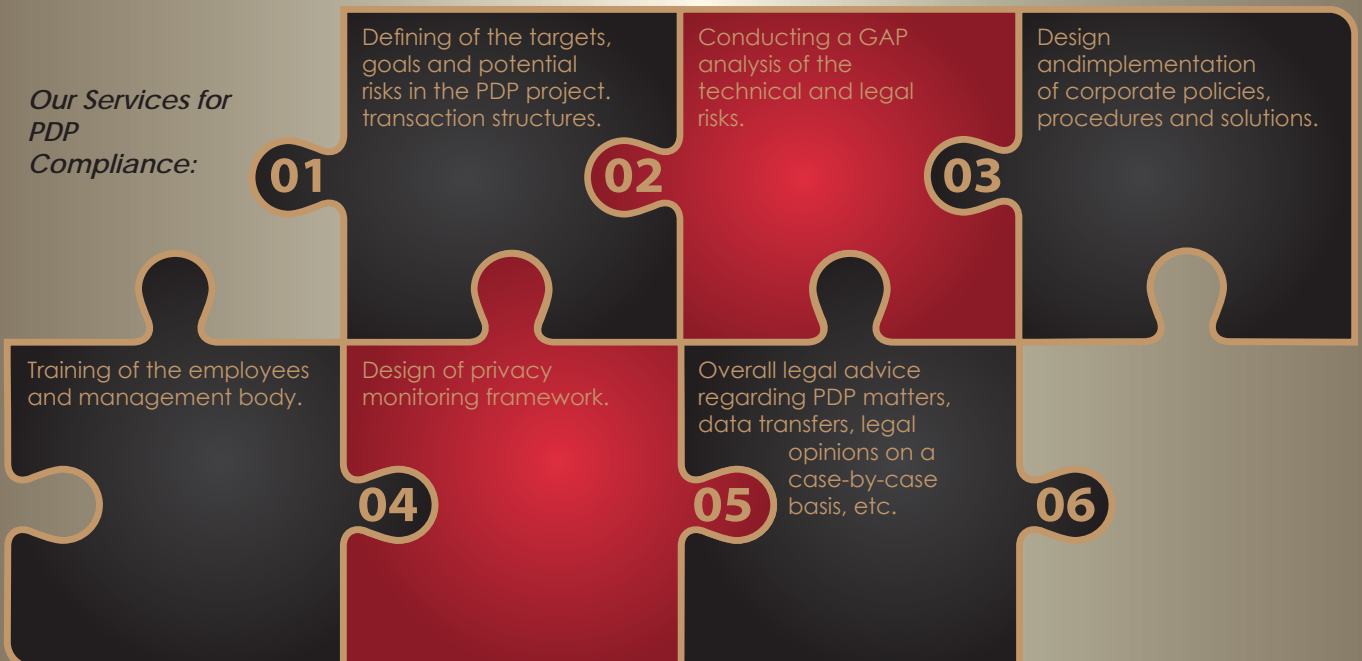 Our Services for
PDP
Compliance:
01
Defining of the targets,
goals and potential
risks in the PDP project.
transaction structures.
02
Conducting a GAP
analysis of the
technical and legal
risks.
03
Design
andimplementation
of corporate policies,
procedures and solutions.
Training of the employees
and management body.
04
Design of privacy
monitoring framework.
05
Overall legal advice
regarding PDP matters,
data transfers, legal
opinions on a
case-by-case
basis, etc.
06